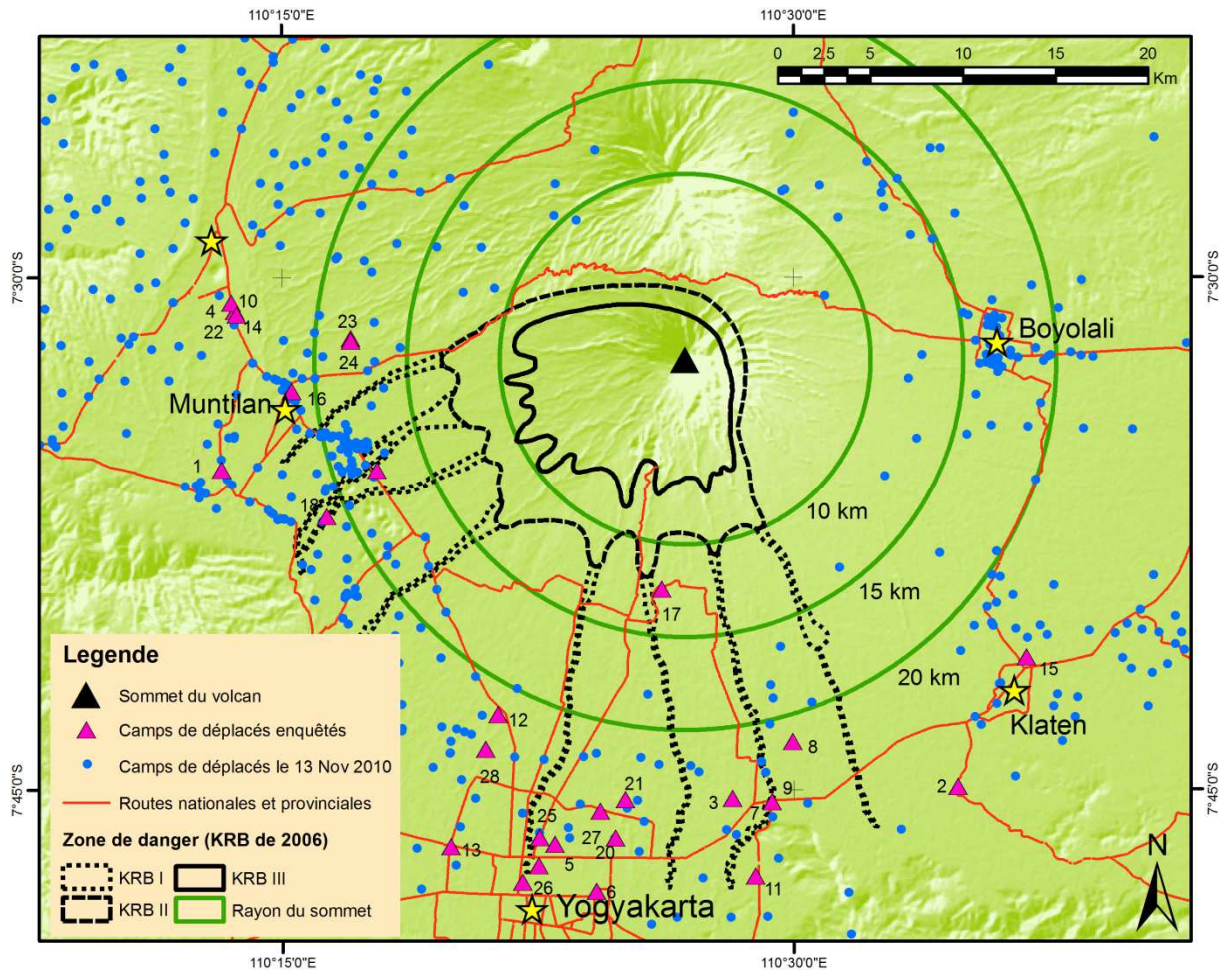 110°15'0"E
110°30'0"E
0 2,5 5 10 15 20
Km
7°30'0"S
7°30'0"S
10
4
22
14
23
24
Boyolali
Muntilan
16
1
18
10 km
15 km
17
20 km
15
Klaten
12
28
8
21
3
9
7
2
25
27
20
5
13
26
6
11
Yogyakarta
7°45'0"S
7°45'0"S
Legende
Sommet du volcan
Camps de déplacés enquêtés
Camps de déplacés le 13 Nov 2010
Routes nationales et provinciales
Zone de danger (KRB de 2006)
KRB I
KRB III
KRB II
Rayon du sommet
N
110°15'0"E
110°30'0"E